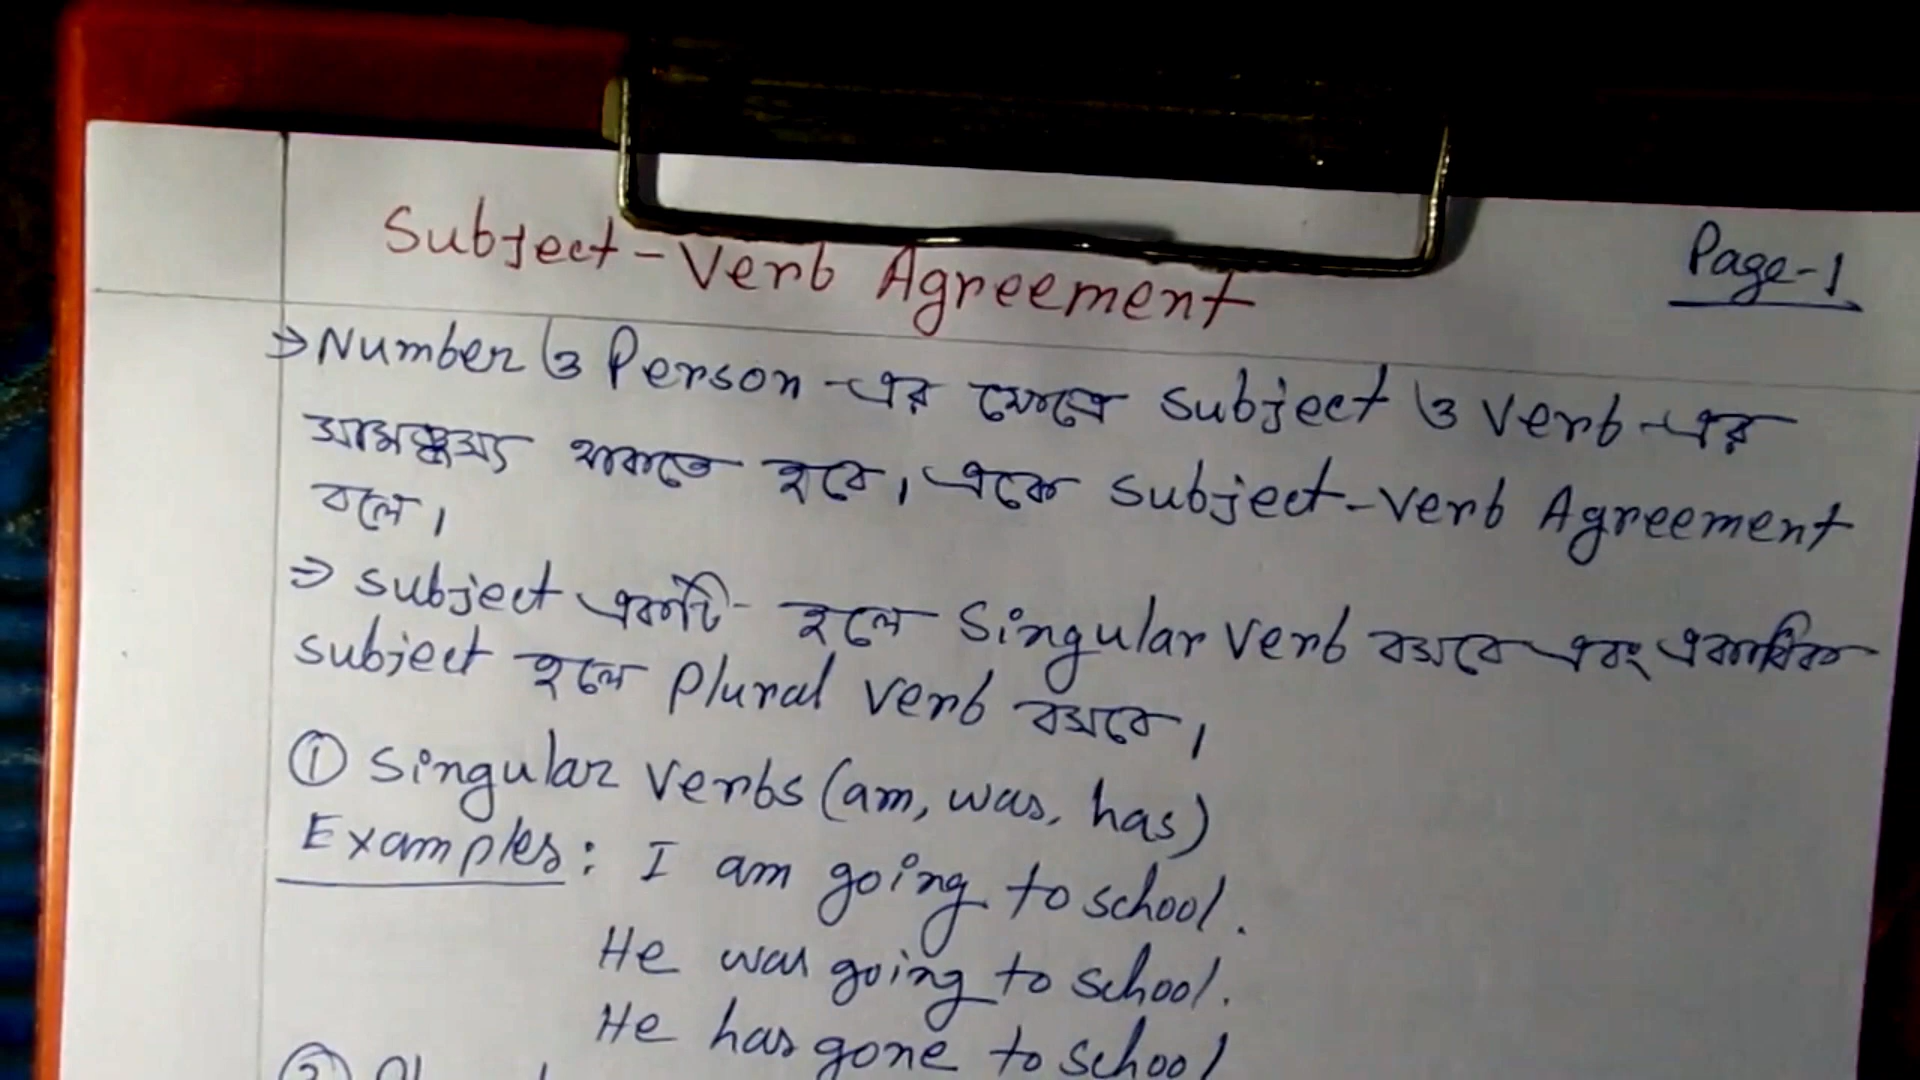 Subject-Verb Agreement
Page-1
⇒ Number ও Person-এর ক্ষেত্রে subject ও verb-এর
সামঞ্জস্য থাকতে হবে, একে subject-verb Agreement
বলে।
⇒ subject একটি হলে singular verb বসবে এবং একাধিক
subject হলে plural verb বসবে।
① singular verbs (am, was, has)
Examples: I am going to school.
He was going to school.
He has gone to school
②